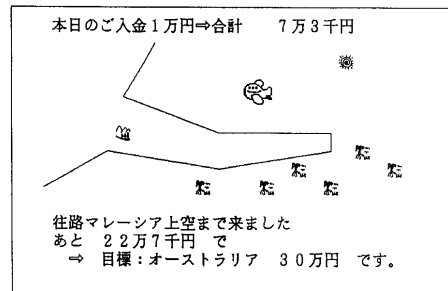 本日のご入金１万円⇒合計　　７万３千円
往路マレーシア上空まで来ました
あと　２２万７千円　で
⇒　目標：オーストラリア　３０万円　です。